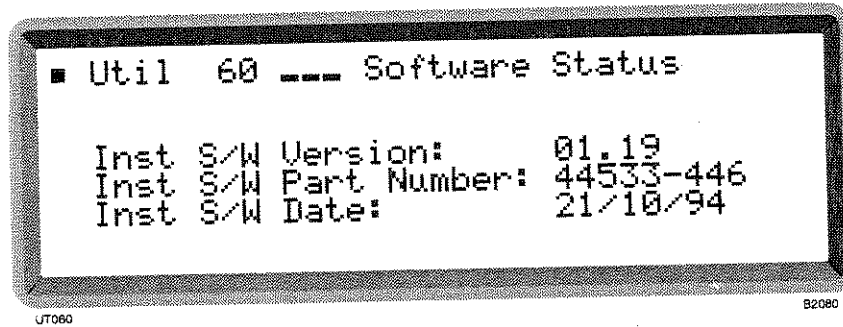 ■ Util 60 ___ Software Status
Inst S/W Version: 01.19
Inst S/W Part Number: 44533-446
Inst S/W Date: 21/10/94
UT060
B2080